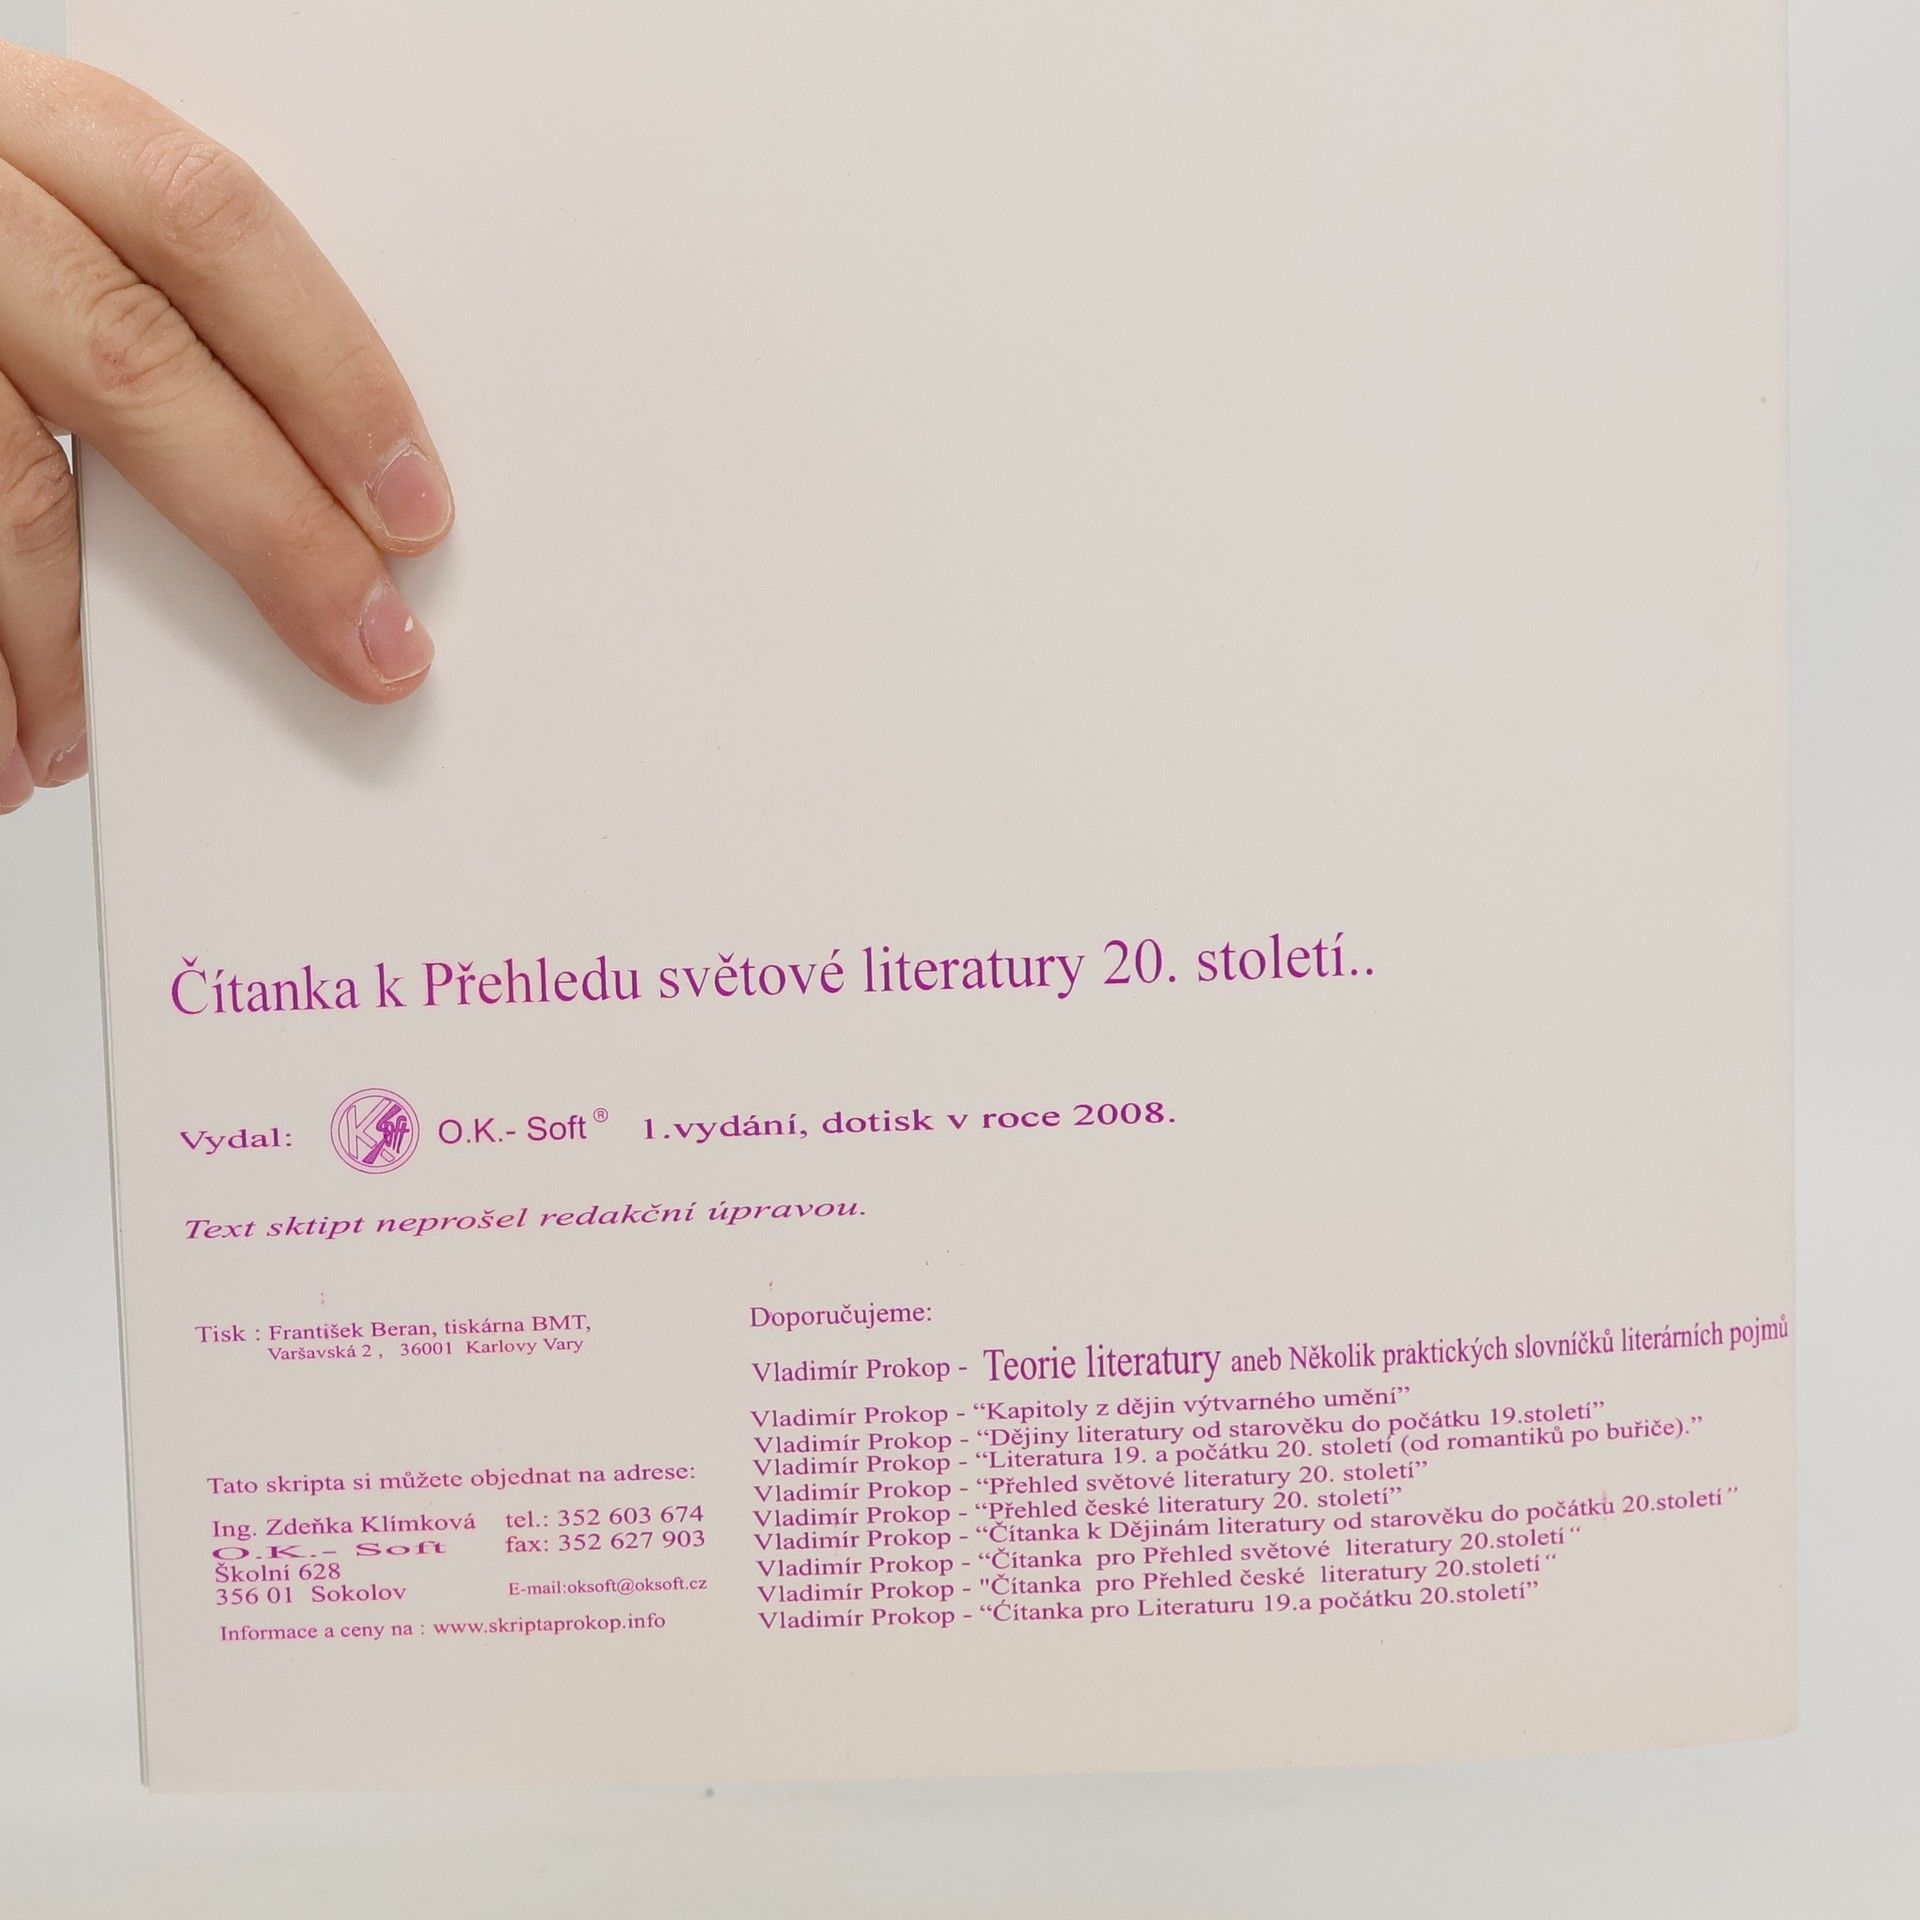 Čítanka k Přehledu světové literatury 20. století..
Vydal: K Soft O.K.- Soft ® 1.vydání, dotisk v roce 2008.
Text sktipt neprošel redakční úpravou.
Tisk : František Beran, tiskárna BMT,
Varšavská 2 , 36001 Karlovy Vary
Tato skripta si můžete objednat na adrese:
Ing. Zdeňka Klímková tel.: 352 603 674
O.K.- Soft fax: 352 627 903
Školní 628
356 01 Sokolov E-mail:oksoft@oksoft.cz
Informace a ceny na : www.skriptaprokop.info
Doporučujeme:
Vladimír Prokop - Teorie literatury aneb Několik praktických slovníčků literárních pojmů
Vladimír Prokop - “Kapitoly z dějin výtvarného umění”
Vladimír Prokop - “Dějiny literatury od starověku do počátku 19.století”
Vladimír Prokop - “Literatura 19. a počátku 20. století (od romantiků po buřiče).”
Vladimír Prokop - “Přehled světové literatury 20. století”
Vladimír Prokop - “Přehled české literatury 20. století”
Vladimír Prokop - “Čítanka k Dějinám literatury od starověku do počátků 20.století ”
Vladimír Prokop - “Čítanka pro Přehled světové literatury 20.století “
Vladimír Prokop - "Čítanka pro Přehled české literatury 20.století “
Vladimír Prokop - “Čítanka pro Literaturu 19.a počátku 20.století”